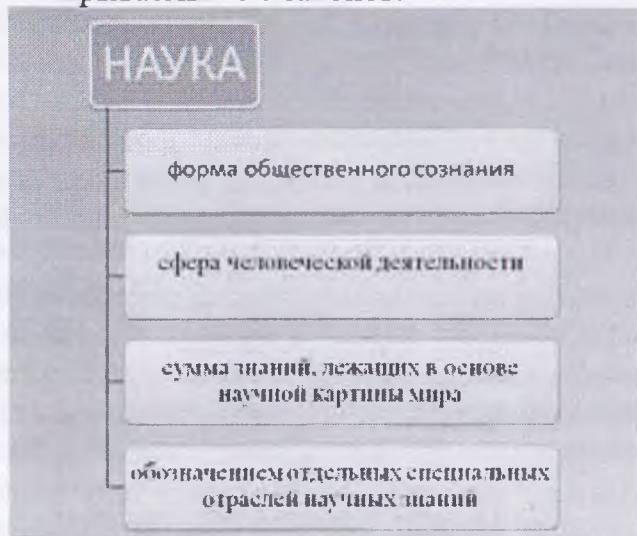 НАУКА
форма общественного сознания
сфера человеческой деятельности
сумма знаний, лежащих в основе
научной картины мира
обозначением отдельных специальных
отраслей научных знаний